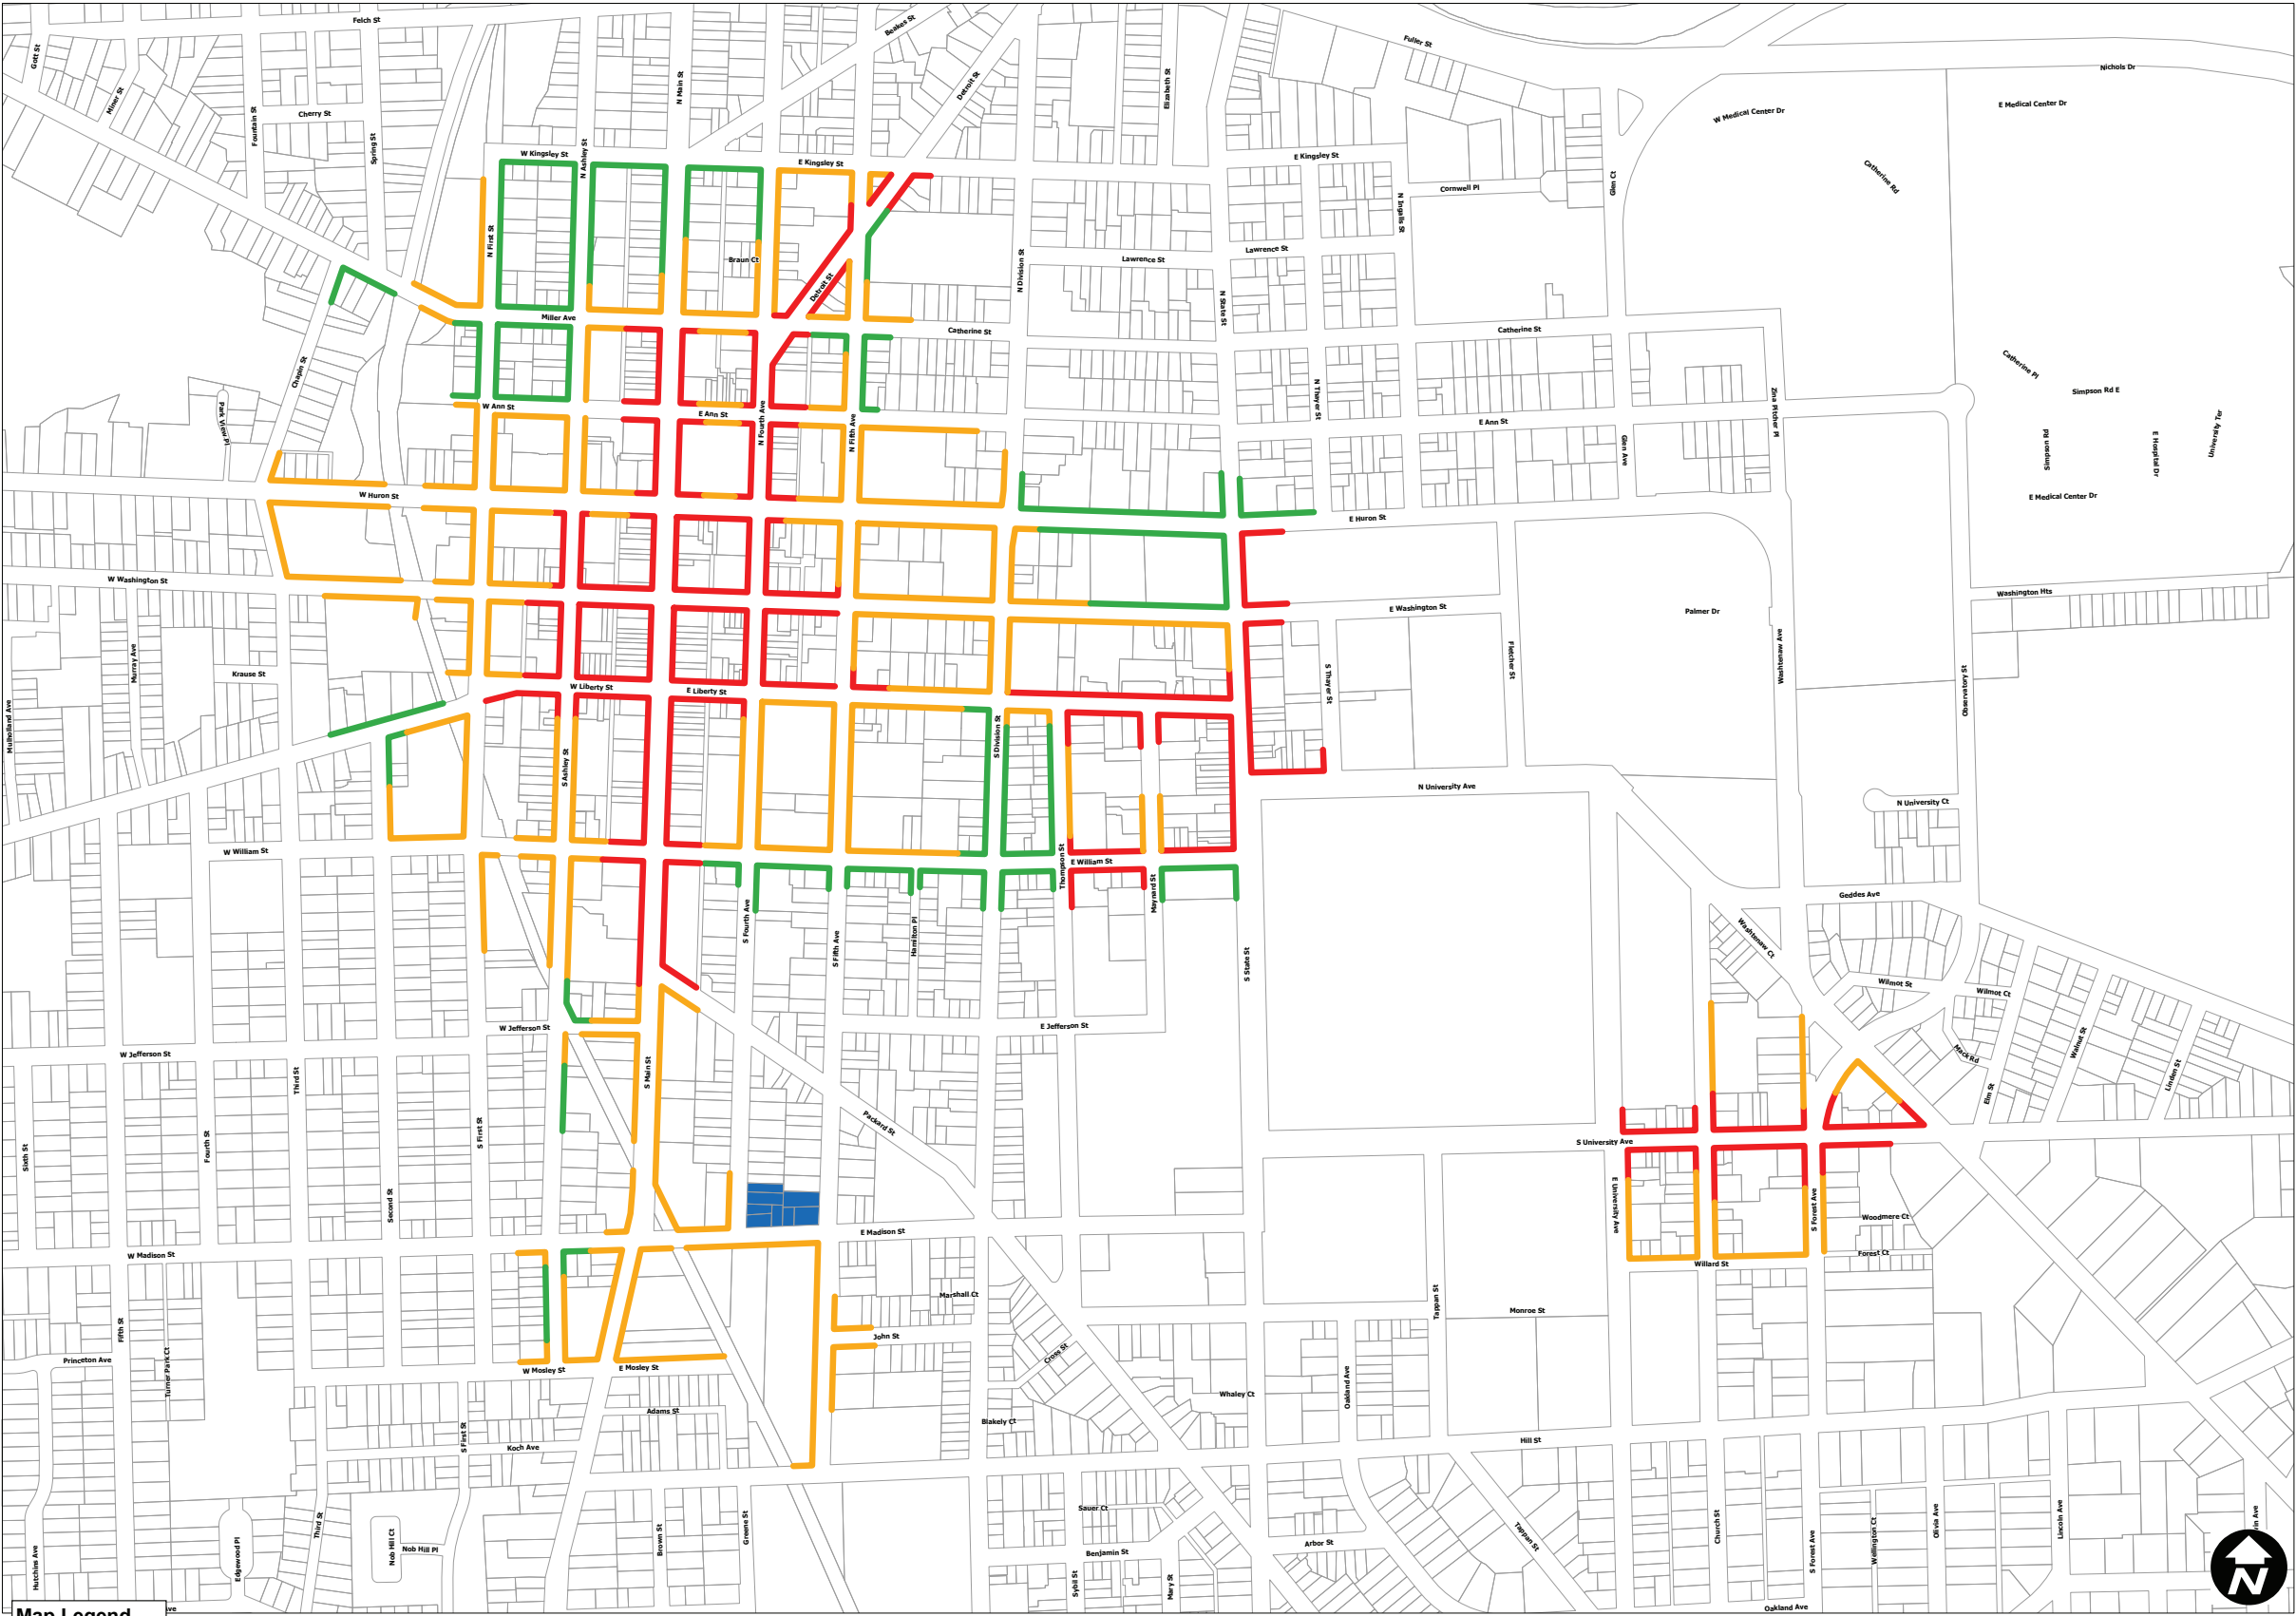 Felch St
Beakes St
Fuller St
Gott St
Nichols Dr
Miner St
N Main St
Detroit St
Elizabeth St
W Medical Center Dr
E Medical Center Dr
Fountain St
Cherry St
Spring St
W Kingsley St
N Ashley St
E Kingsley St
E Kingsley St
Catherine Rd
Cornwell Pl
Glen Ct
N Ingalls St
N First St
Braun Ct
Detroit St
N Division St
Lawrence St
Lawrence St
N State St
Miller Ave
Catherine St
Catherine St
Chapin St
Catherine Pl
Simpson Rd E
Park View Pl
W Ann St
E Ann St
N Fourth Ave
N Fifth Ave
N Thayer St
E Ann St
Zina Pitcher Pl
Glen Ave
Simpson Rd
E Hospital Dr
University Ter
W Huron St
E Huron St
E Medical Center Dr
W Washington St
E Washington St
Palmer Dr
Washington Hts
Murray Ave
Krause St
W Liberty St
E Liberty St
S Thayer St
Fletcher St
Washtenaw Ave
Observatory St
Mulholland Ave
S Ashley St
S Division St
N University Ave
N University Ct
W William St
E William St
Thompson St
Maynard St
Geddes Ave
S Fourth Ave
S Fifth Ave
Hamilton Pl
S State St
Washtenaw Ct
Wilmot St
Wilmot Ct
W Jefferson St
E Jefferson St
W Jefferson St
Third St
S Main St
Mack Rd
Walnut St
Linden St
Elm St
Packard St
Sixth St
Fourth St
S First St
S University Ave
Second St
E University Ave
S Forest Ave
Woodmere Ct
W Madison St
E Madison St
Forest Ct
Willard St
Marshall Ct
Tappan St
Monroe St
Fifth St
John St
Princeton Ave
Turner Park Ct
W Mosley St
E Mosley St
Cross St
Oakland Ave
Whaley Ct
Adams St
Blakely Ct
S First St
Koch Ave
Hill St
Sauer Ct
Third St
Nob Hill Ct
Nob Hill Pl
Brown St
Greene St
Tappan St
Church St
S Forest Ave
Wellington Ct
Olivia Ave
Lincoln Ave
Hutchins Ave
Edgewood Pl
Arbor St
Benjamin St
Sybil St
Mary St
Oakland Ave
N
Map Legend